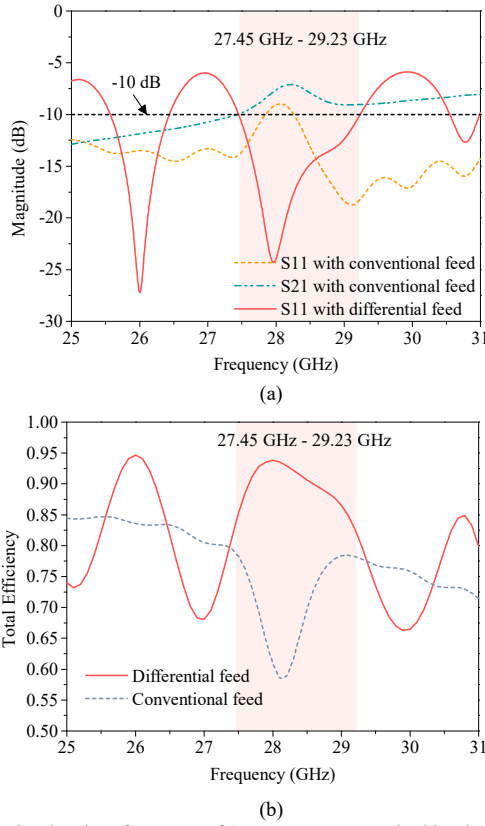 0
27.45 GHz - 29.23 GHz
-5
-10 dB
-10
-15
-20
-25
-30
Magnitude (dB)
S11 with conventional feed
S21 with conventional feed
S11 with differential feed
25 26 27 28 29 30 31
Frequency (GHz)
(a)
1.00
27.45 GHz - 29.23 GHz
0.95
0.90
0.85
0.80
0.75
0.70
0.65
0.60
0.55
0.50
Total Efficiency
Differential feed
Conventional feed
25 26 27 28 29 30 31
Frequency (GHz)
(b)